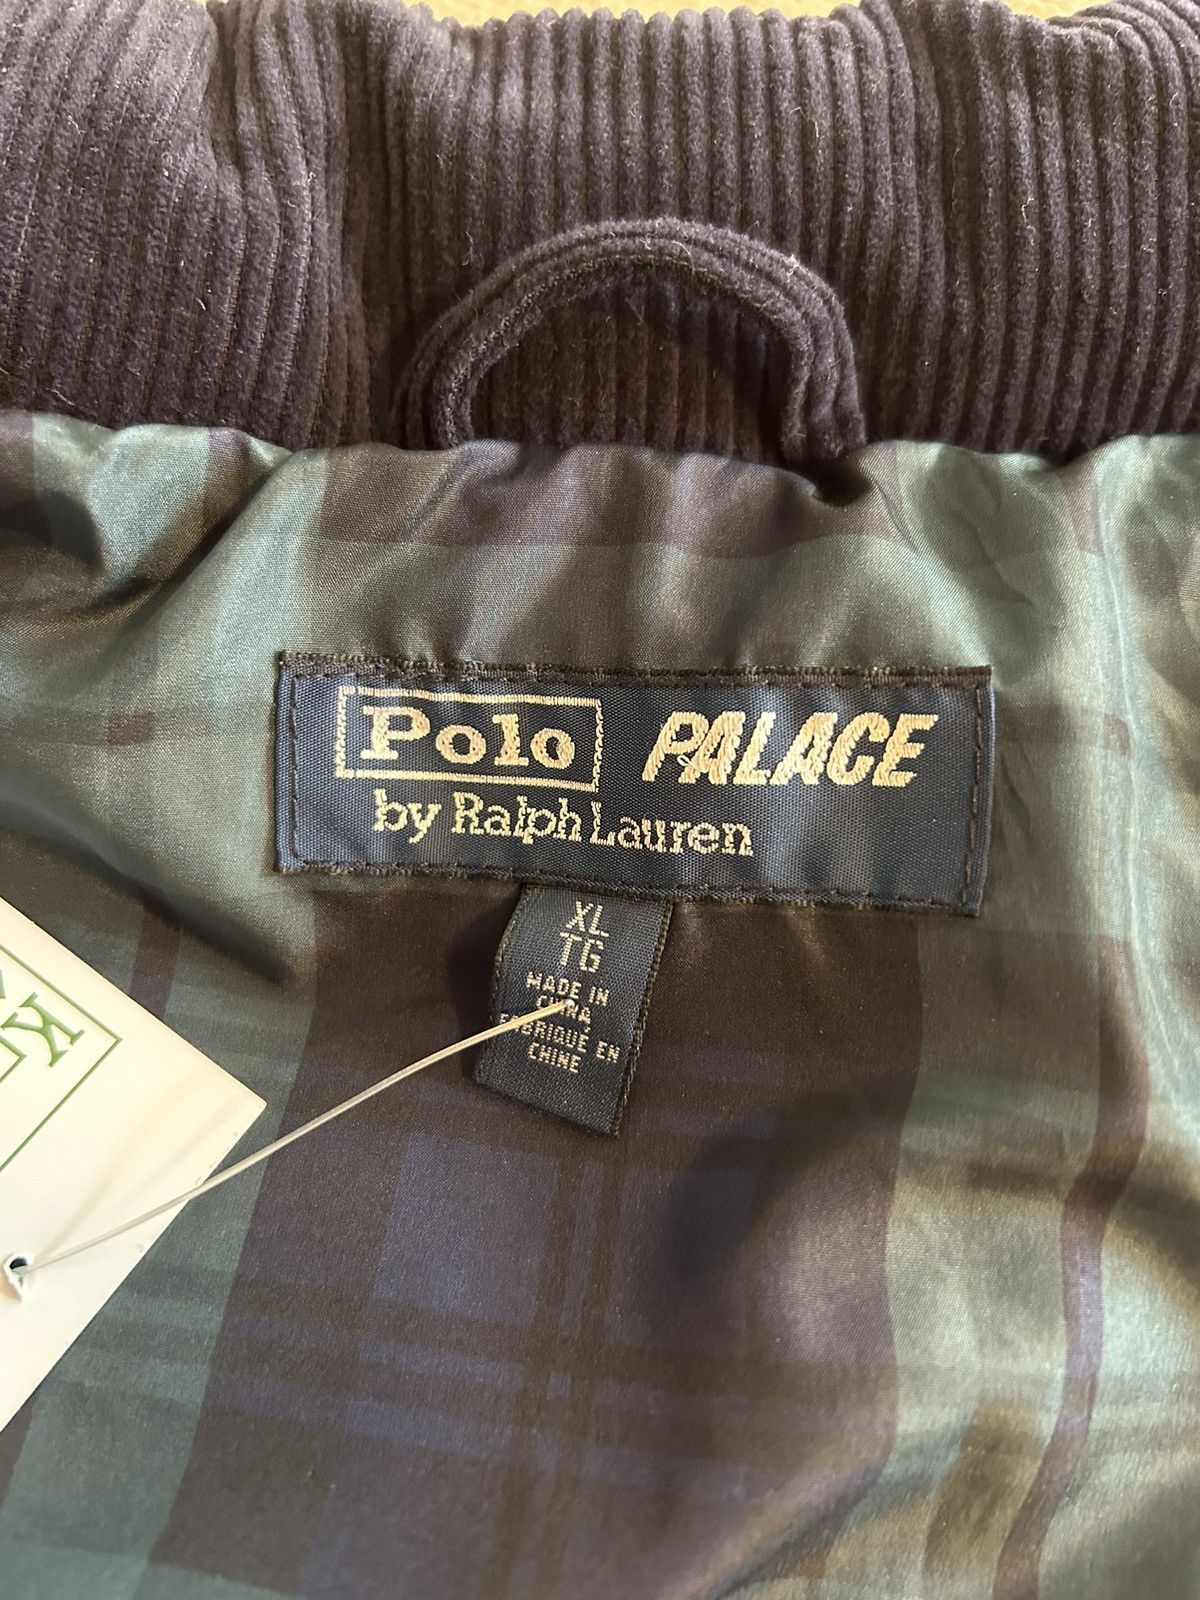 Polo PALACE
by Ralph Lauren
XL
TG
MADE IN
CHINA
FABRIQUE EN
CHINE